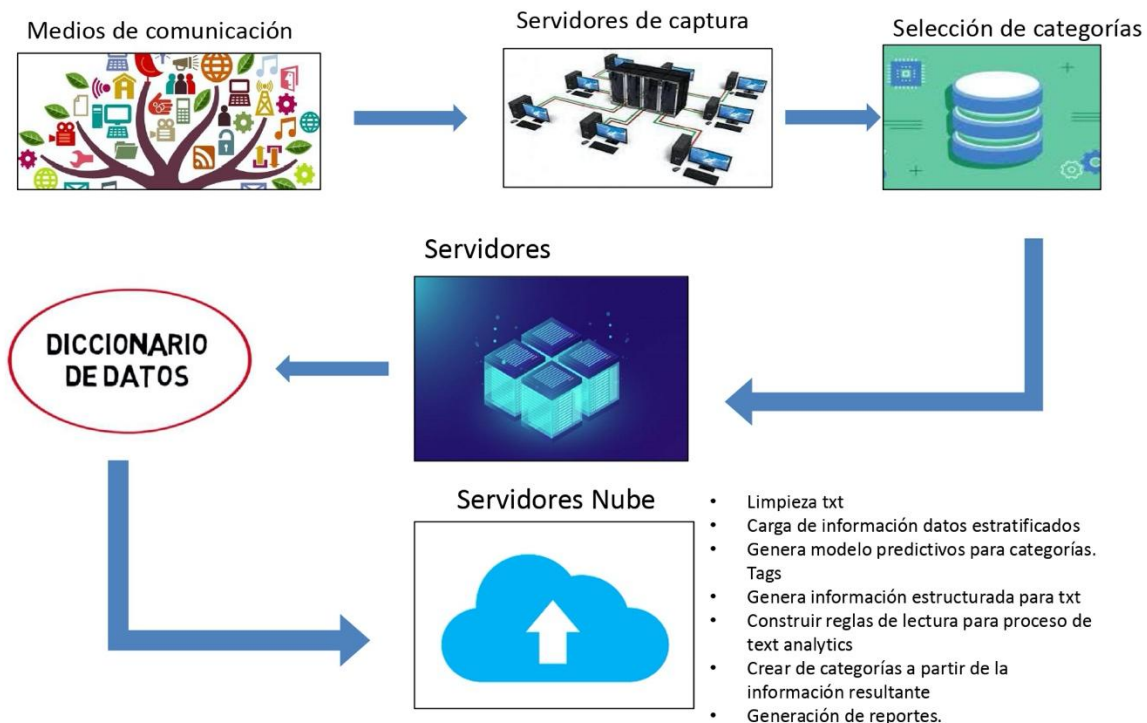 Medios de comunicación
Servidores de captura
Selección de categorías
Servidores
DICCIONARIO
DE DATOS
Servidores Nube
• Limpieza txt
• Carga de información datos estratificados
• Genera modelo predictivos para categorías.
Tags
• Genera información estructurada para txt
• Construir reglas de lectura para proceso de
text analytics
• Crear de categorías a partir de la
información resultante
• Generación de reportes.